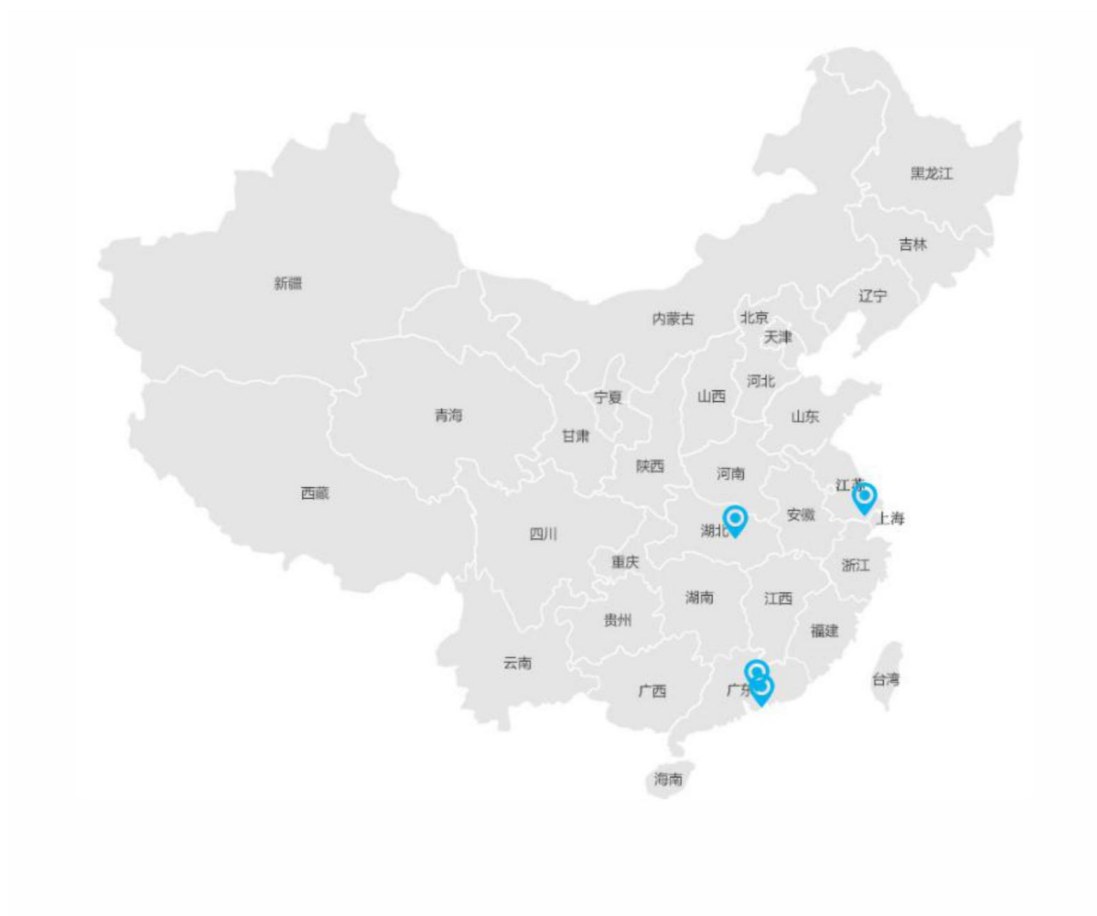 黑龙江
吉林
新疆
辽宁
内蒙古
北京
天津
河北
宁夏
山西
青海
山东
甘肃
陕西
河南
江苏
西藏
安徽
上海
湖北
四川
重庆
浙江
湖南
江西
贵州
福建
云南
台湾
广西
广东
海南